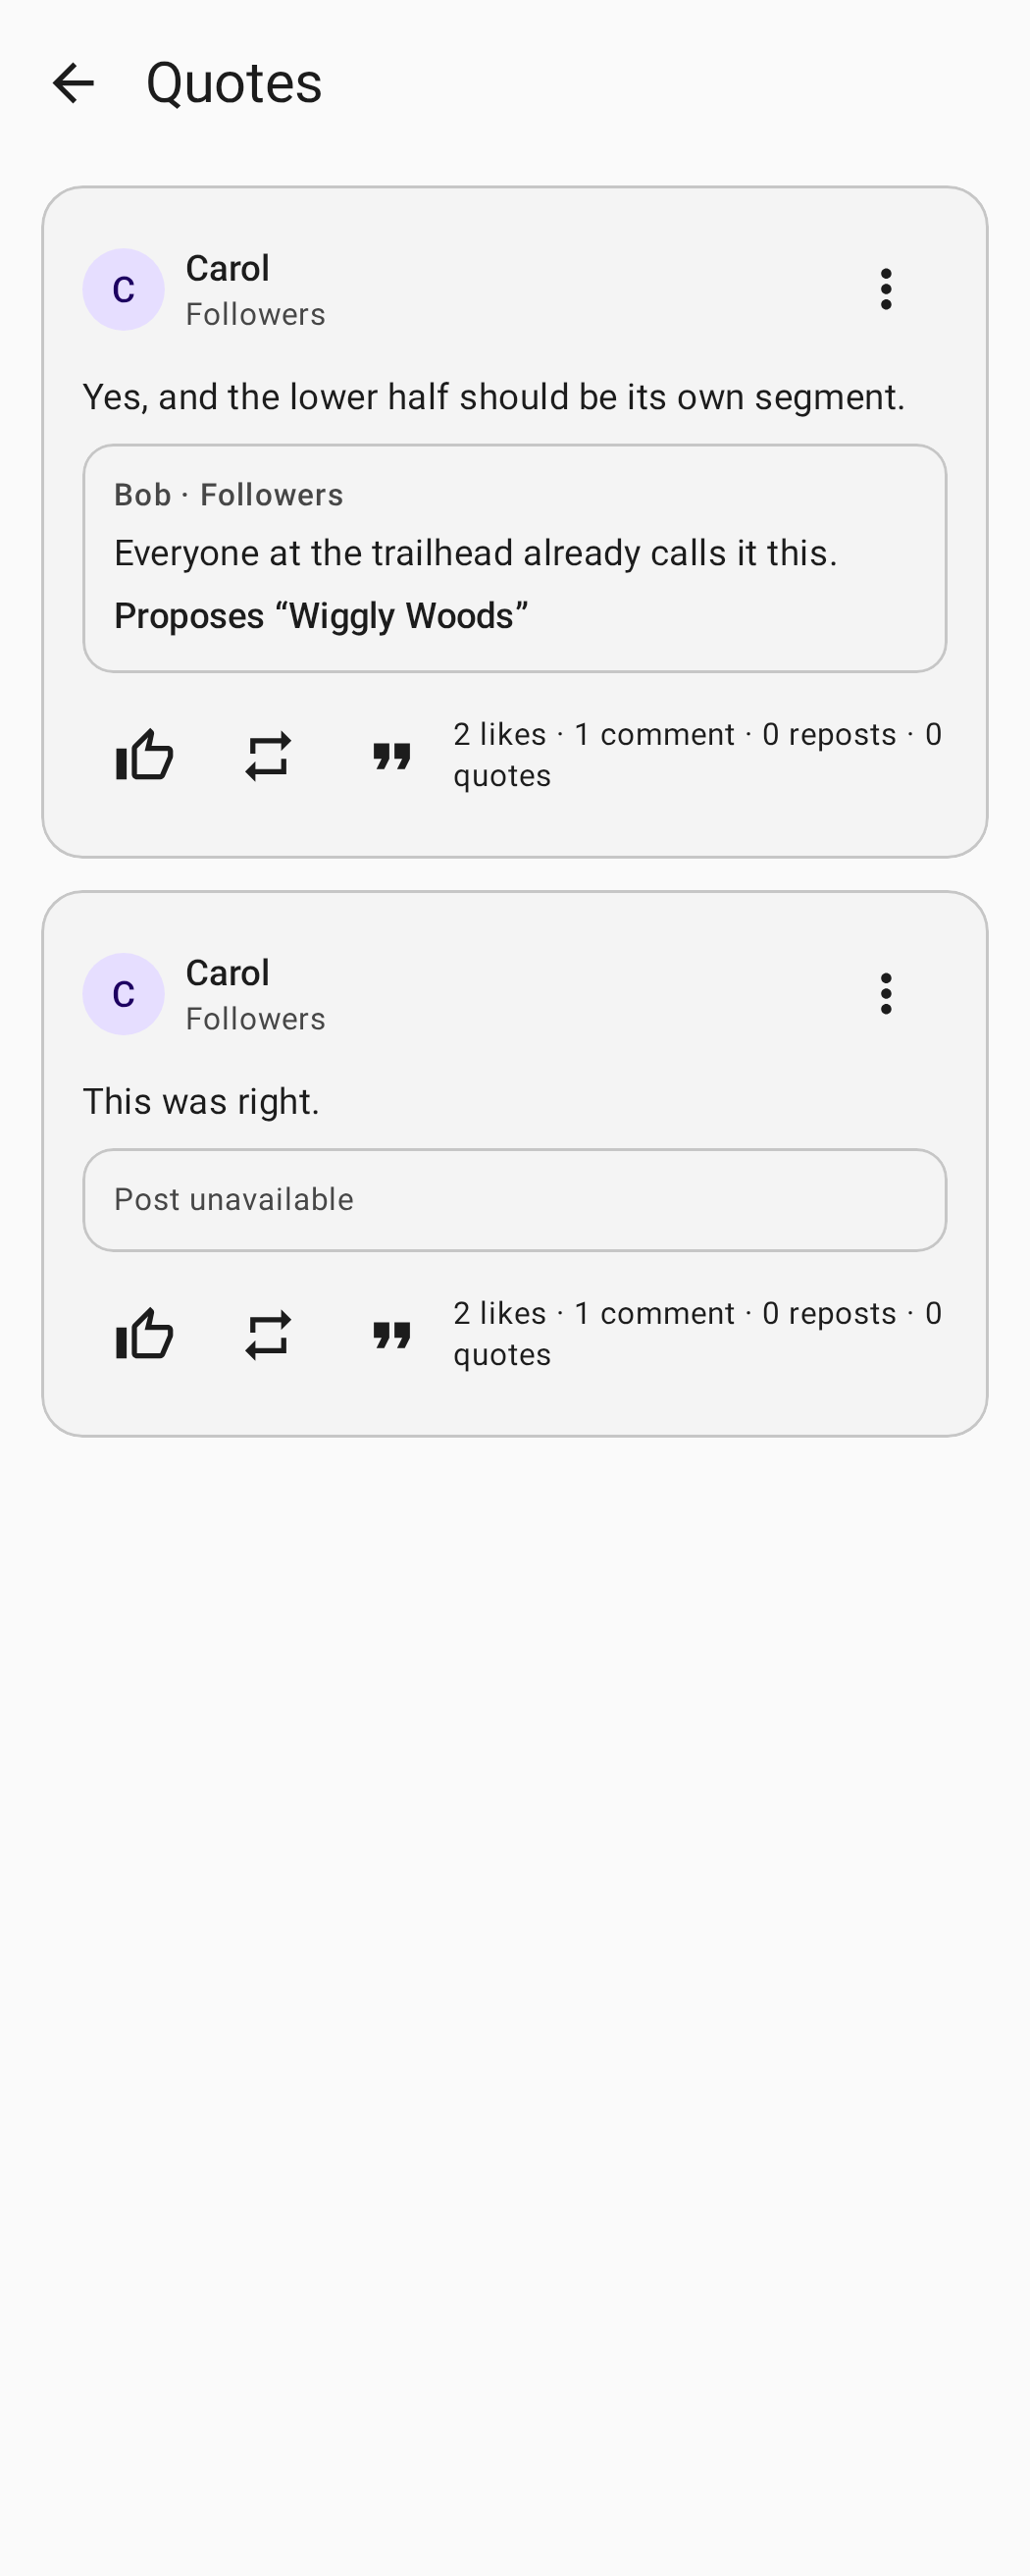 Quotes
C
Carol
Followers
Yes, and the lower half should be its own segment.
Bob · Followers
Everyone at the trailhead already calls it this.
Proposes “Wiggly Woods”
2 likes · 1 comment · 0 reposts · 0
quotes
C
Carol
Followers
This was right.
Post unavailable
2 likes · 1 comment · 0 reposts · 0
quotes